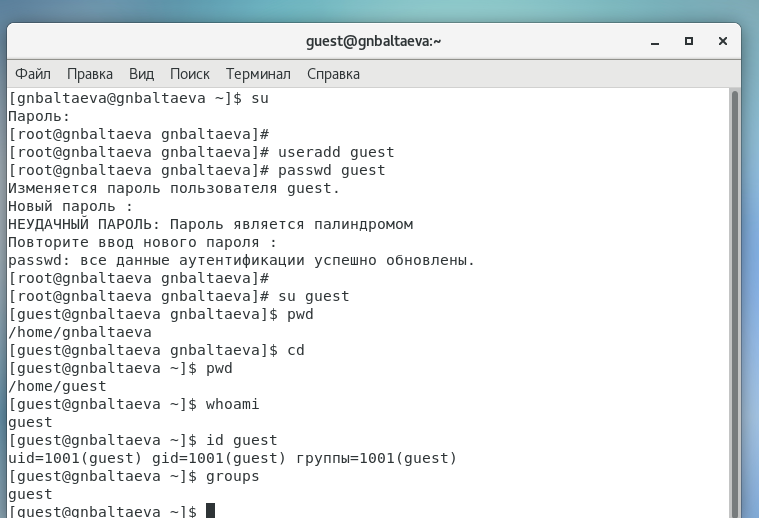 guest@gnbaltaeva:~
Файл Правка Вид Поиск Терминал Справка
[gnbaltaeva@gnbaltaeva ~]$ su
Пароль:
[root@gnbaltaeva gnbaltaeva]#
[root@gnbaltaeva gnbaltaeva]# useradd guest
[root@gnbaltaeva gnbaltaeva]# passwd guest
Изменяется пароль пользователя guest.
Новый пароль :
НЕУДАЧНЫЙ ПАРОЛЬ: Пароль является палиндромом
Повторите ввод нового пароля :
passwd: все данные аутентификации успешно обновлены.
[root@gnbaltaeva gnbaltaeva]#
[root@gnbaltaeva gnbaltaeva]# su guest
[guest@gnbaltaeva gnbaltaeva]$ pwd
/home/gnbaltaeva
[guest@gnbaltaeva gnbaltaeva]$ cd
[guest@gnbaltaeva ~]$ pwd
/home/guest
[guest@gnbaltaeva ~]$ whoami
guest
[guest@gnbaltaeva ~]$ id guest
uid=1001(guest) gid=1001(guest) группы=1001(guest)
[guest@gnbaltaeva ~]$ groups
guest
[guest@gnbaltaeva ~]$